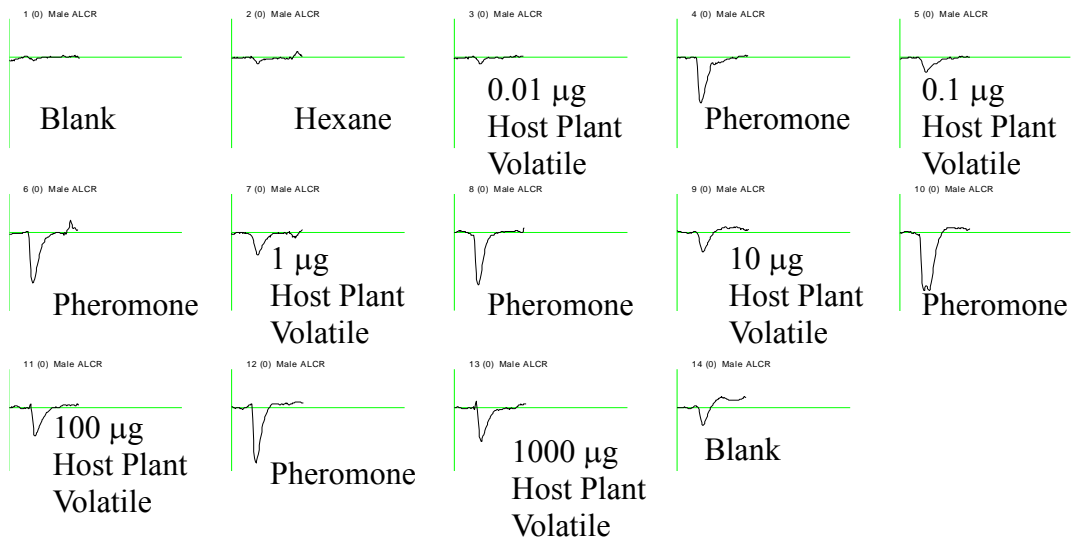 1 (0) Male ALCR
Blank
2 (0) Male ALCR
Hexane
3 (0) Male ALCR
0.01 μg
Host Plant
Volatile
4 (0) Male ALCR
Pheromone
5 (0) Male ALCR
0.1 μg
Host Plant
Volatile
6 (0) Male ALCR
Pheromone
7 (0) Male ALCR
1 μg
Host Plant
Volatile
8 (0) Male ALCR
Pheromone
9 (0) Male ALCR
10 μg
Host Plant
Volatile
10 (0) Male ALCR
Pheromone
11 (0) Male ALCR
100 μg
Host Plant
Volatile
12 (0) Male ALCR
Pheromone
13 (0) Male ALCR
1000 μg
Host Plant
Volatile
14 (0) Male ALCR
Blank